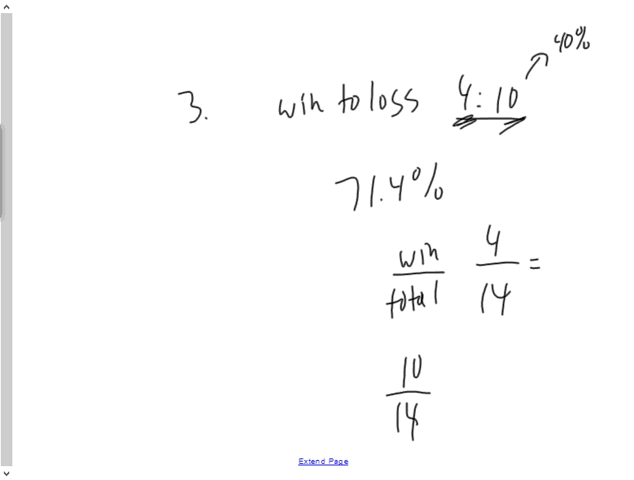 40%
3. win to loss 4:10
71.4%
win/total 4/14 =
10/14
Extend Page